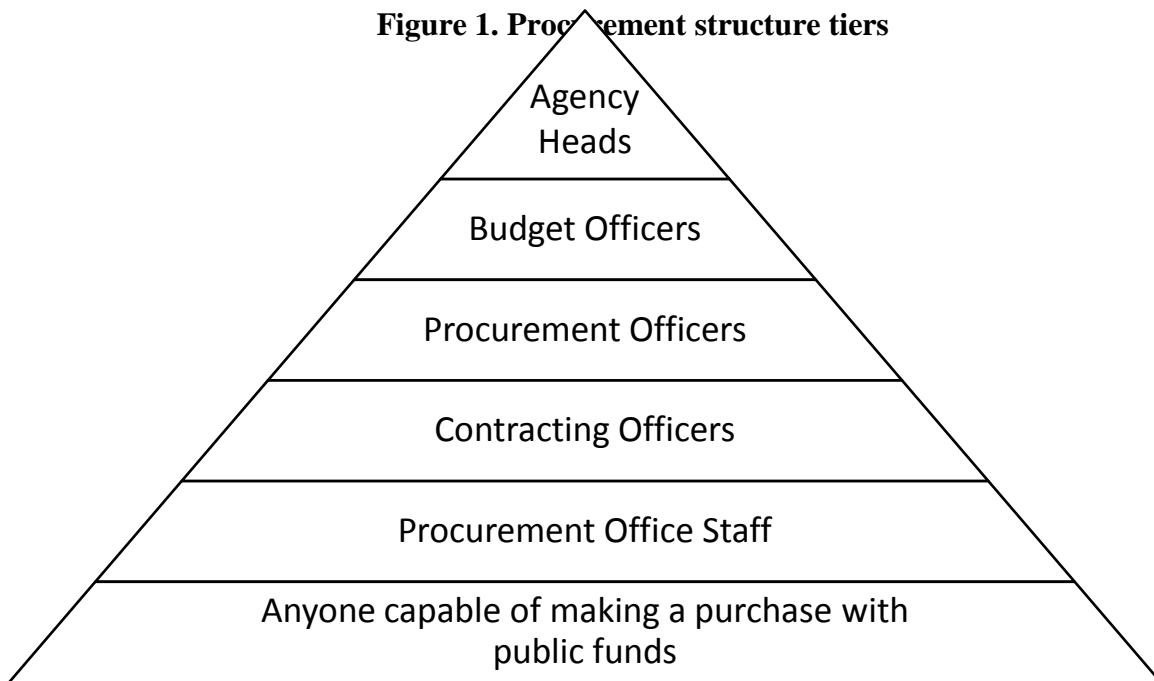 Figure 1. Procurement structure tiers
Agency
Heads
Budget Officers
Procurement Officers
Contracting Officers
Procurement Office Staff
Anyone capable of making a purchase with
public funds